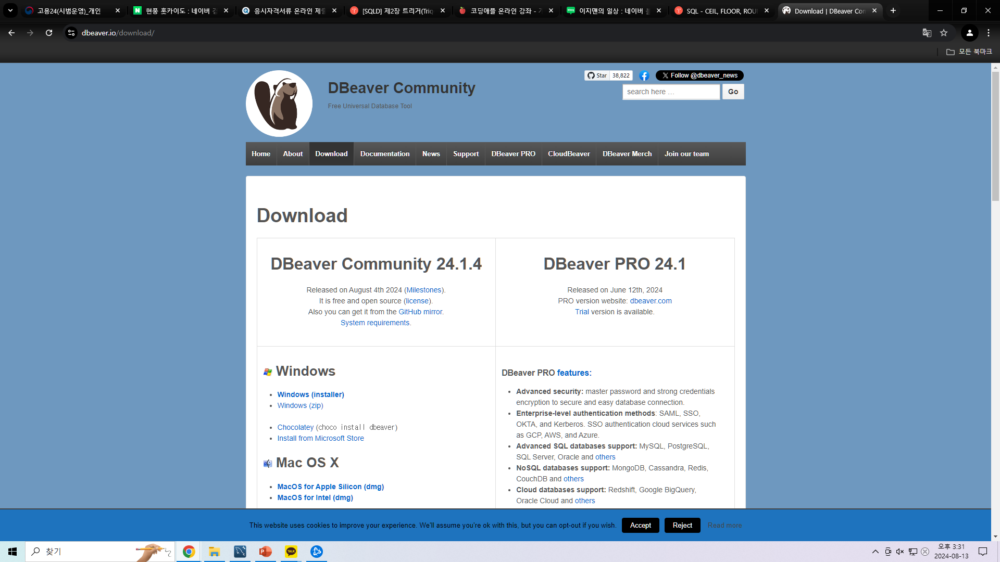 고용24(시범운영)_개인
현풍 훗카이도 : 네이버 검
응시자격서류 온라인 제출
[SQLD] 제2장 트리거(Trig
코딩애플 온라인 강좌 - 개
이지맨의 일상 : 네이버 블
SQL - CEIL, FLOOR, ROU
Download | DBeaver Com
dbeaver.io/download/
모든 북마크
DBeaver Community
Free Universal Database Tool
Star 38,822
Follow @dbeaver_news
search here ...
Go
Home About Download Documentation News Support DBeaver PRO CloudBeaver DBeaver Merch Join our team
Download
DBeaver Community 24.1.4
Released on August 4th 2024 (Milestones).
It is free and open source (license).
Also you can get it from the GitHub mirror.
System requirements.
DBeaver PRO 24.1
Released on June 12th, 2024
PRO version website: dbeaver.com
Trial version is available.
Windows
Windows (installer)
Windows (zip)
Chocolatey (choco install dbeaver)
Install from Microsoft Store
Mac OS X
MacOS for Apple Silicon (dmg)
MacOS for Intel (dmg)
DBeaver PRO features:
Advanced security: master password and strong credentials
encryption to secure and easy database connection.
Enterprise-level authentication methods: SAML, SSO,
OKTA, and Kerberos. SSO authentication cloud services such
as GCP, AWS, and Azure.
Advanced SQL databases support: MySQL, PostgreSQL,
SQL Server, Oracle and others
NoSQL databases support: MongoDB, Cassandra, Redis,
CouchDB and others
Cloud databases support: Redshift, Google BigQuery,
Oracle Cloud and others
This website uses cookies to improve your experience. We'll assume you're ok with this, but you can opt-out if you wish.
Accept
Reject
Read more
찾기
TALK
오후 3:31
2024-08-13